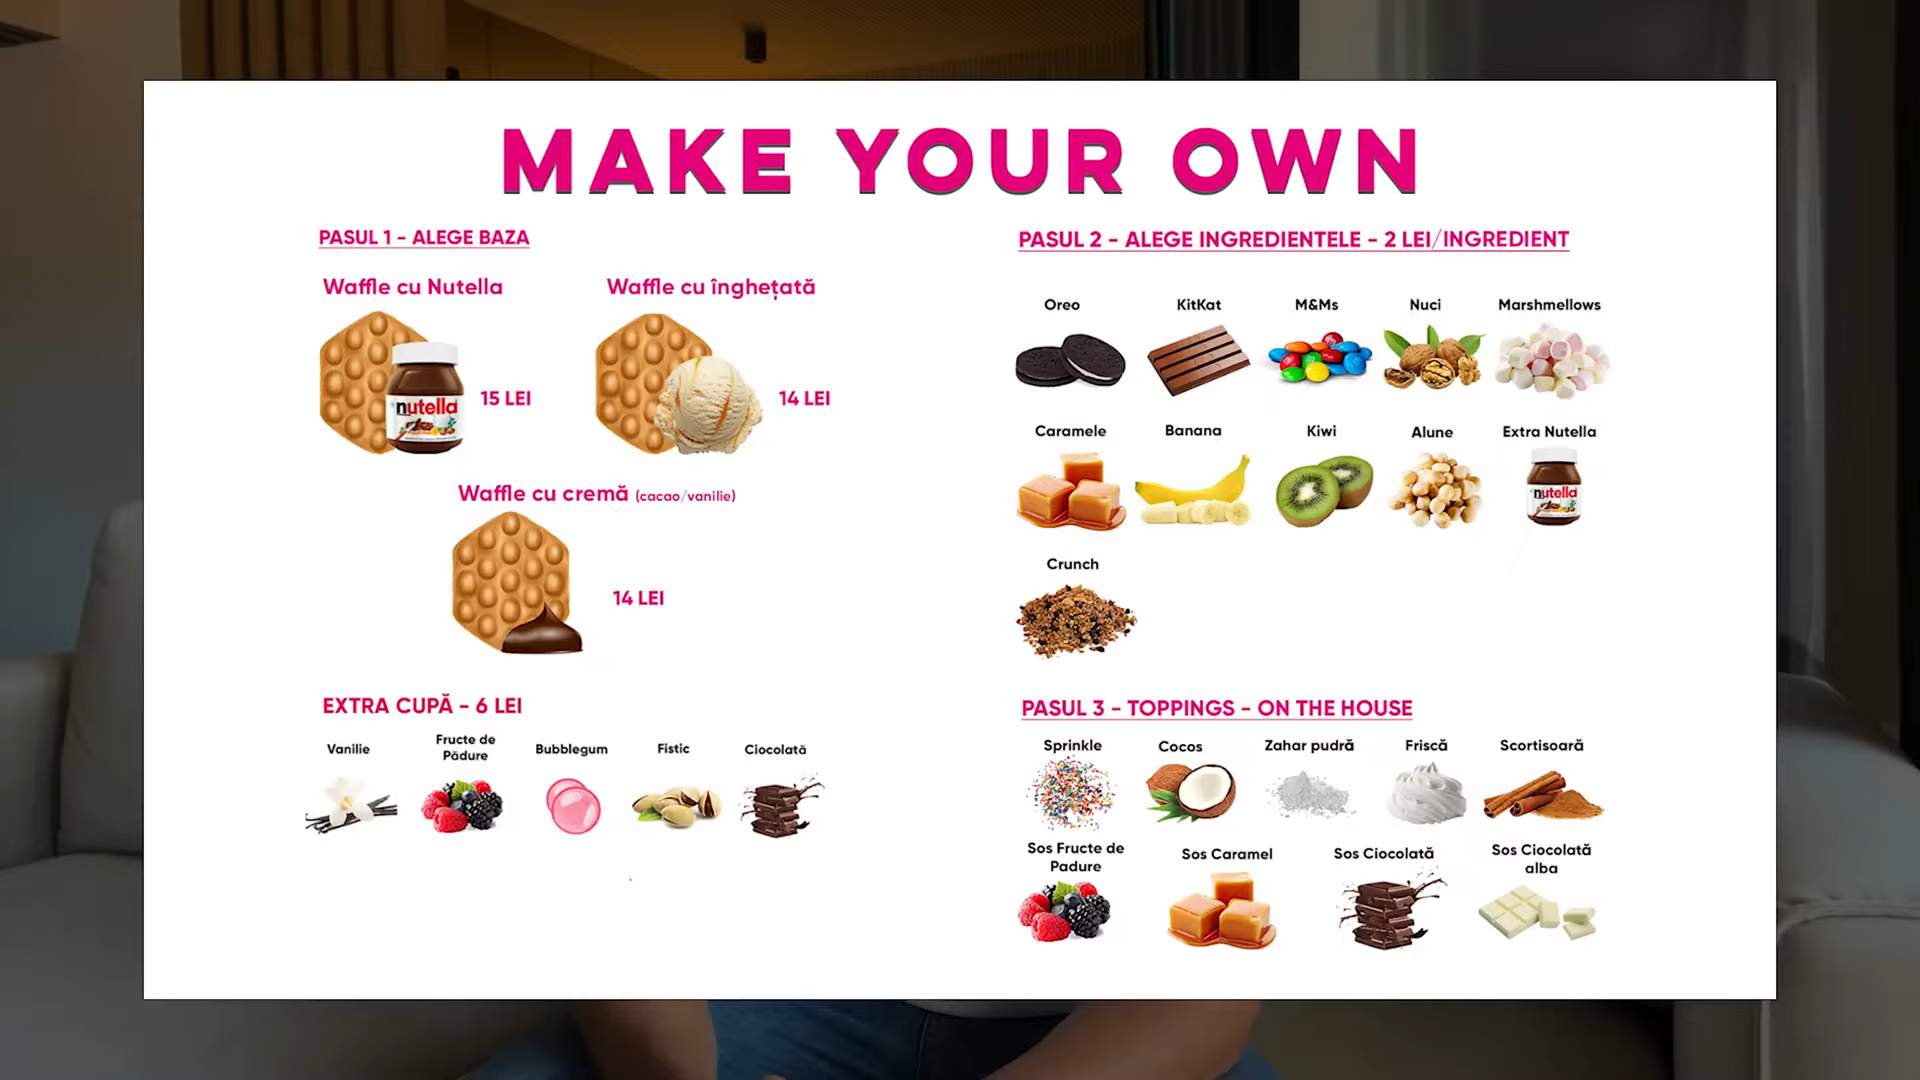 MAKE YOUR OWN
PASUL 1 - ALEGE BAZA
Waffle cu Nutella
nutella
15 LEI
Waffle cu înghețată
14 LEI
Waffle cu cremă (cacao/vanilie)
14 LEI
EXTRA CUPĂ - 6 LEI
Vanilie
Fructe de
Pădure
Bubblegum
Fistic
Ciocolată
PASUL 2 - ALEGE INGREDIENTELE - 2 LEI/INGREDIENT
Oreo
KitKat
M&Ms
Nuci
Marshmellows
Caramele
Banana
Kiwi
Alune
Extra Nutella
nutella
Crunch
PASUL 3 - TOPPINGS - ON THE HOUSE
Sprinkle
Cocos
Zahar pudră
Friscă
Scortisoară
Sos Fructe de
Padure
Sos Caramel
Sos Ciocolată
Sos Ciocolată
alba